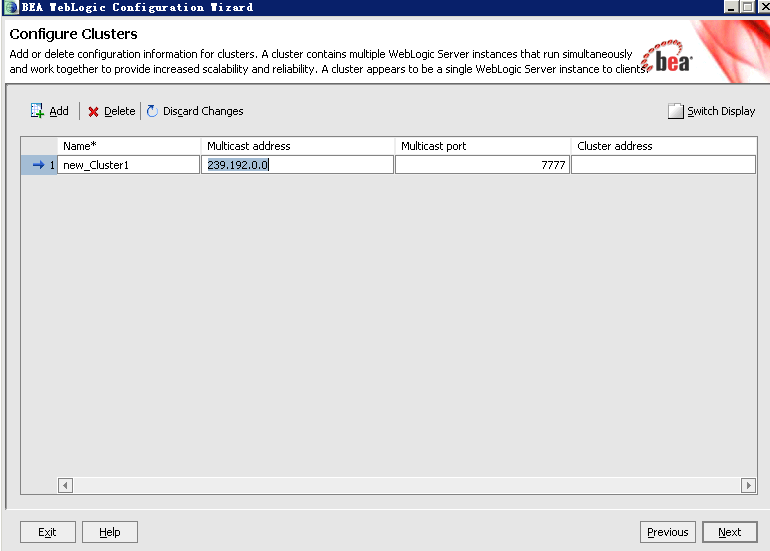 BEA WebLogic Configuration Wizard
Configure Clusters
Add or delete configuration information for clusters. A cluster contains multiple WebLogic Server instances that run simultaneously
and work together to provide increased scalability and reliability. A cluster appears to be a single WebLogic Server instance to clients.
bea
Add Delete Discard Changes Switch Display
Name* Multicast address Multicast port Cluster address
1 new_Cluster1 239.192.0.0 7777
Exit Help Previous Next